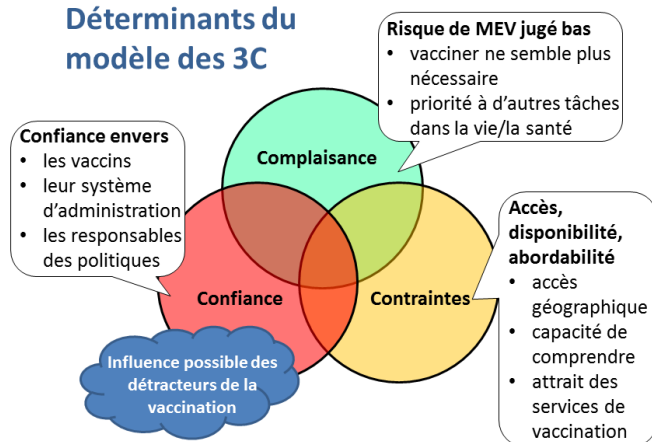 Déterminants du
modèle des 3C
Risque de MEV jugé bas
• vacciner ne semble plus
nécessaire
• priorité à d'autres tâches
dans la vie/la santé
Complaisance
Confiance envers
• les vaccins
• leur système
d'administration
• les responsables
des politiques
Accès,
disponibilité,
abordabilité
• accès
géographique
• capacité de
comprendre
• attrait des
services de
vaccination
Confiance
Contraintes
Influence possible des
détracteurs de la
vaccination